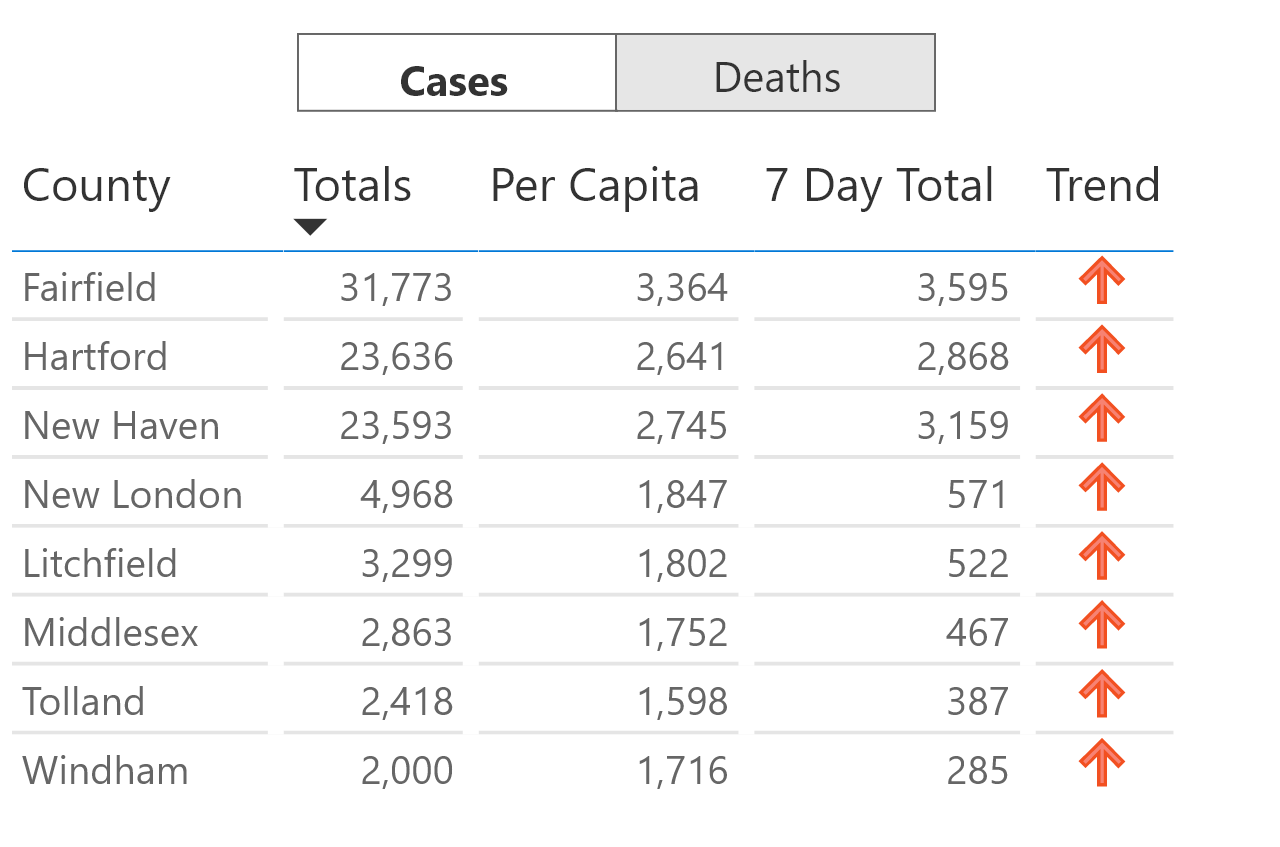 Cases Deaths
County Totals Per Capita 7 Day Total Trend
Fairfield 31,773 3,364 3,595
Hartford 23,636 2,641 2,868
New Haven 23,593 2,745 3,159
New London 4,968 1,847 571
Litchfield 3,299 1,802 522
Middlesex 2,863 1,752 467
Tolland 2,418 1,598 387
Windham 2,000 1,716 285